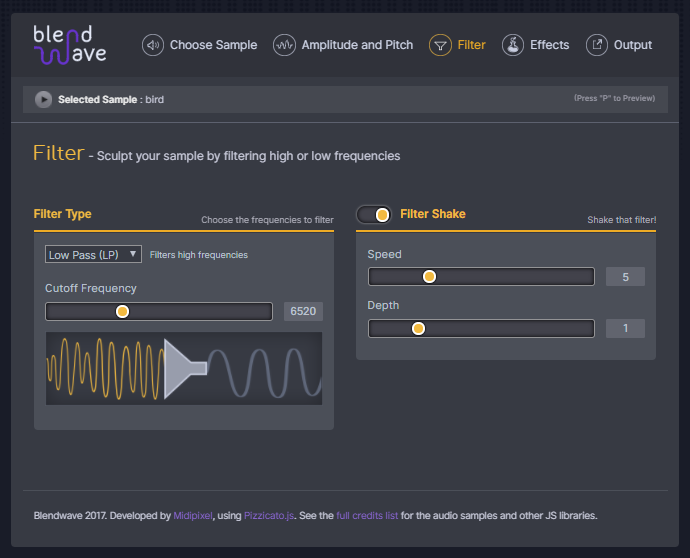 blend wave
Choose Sample
Amplitude and Pitch
Filter
Effects
Output
Selected Sample : bird
(Press "P" to Preview)
Filter - Sculpt your sample by filtering high or low frequencies
Filter Type
Choose the frequencies to filter
Low Pass (LP)
Filters high frequencies
Cutoff Frequency
6520
Filter Shake
Shake that filter!
Speed
5
Depth
1
Blendwave 2017. Developed by Midipixel, using Pizzicato.js. See the full credits list for the audio samples and other JS libraries.